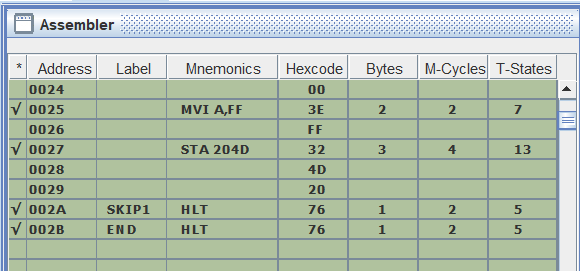 Assembler
* Address Label Mnemonics Hexcode Bytes M-Cycles T-States
0024 00
√ 0025 MVI A,FF 3E 2 2 7
0026 FF
√ 0027 STA 204D 32 3 4 13
0028 4D
0029 20
√ 002A SKIP1 HLT 76 1 2 5
√ 002B END HLT 76 1 2 5